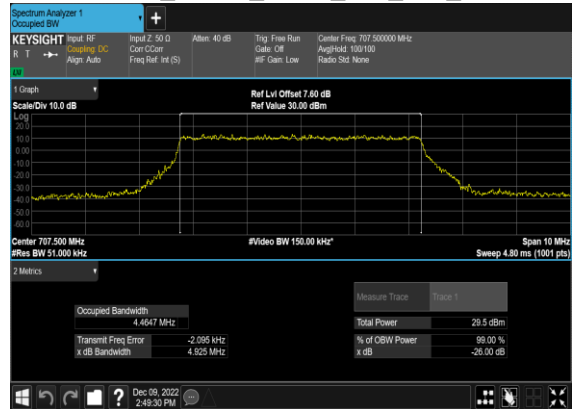 Spectrum Analyzer 1
Occupied BW
KEYSIGHT
R T
LW
Input: RF
Coupling: DC
Align: Auto
Input Z: 50 Ω
Corr CCorr
Freq Ref: Int (S)
Atten: 40 dB
Trig: Free Run
Gate: Off
#IF Gain: Low
Center Freq: 707.500000 MHz
Avg|Hold: 100/100
Radio Std: None
1 Graph
Scale/Div 10.0 dB
Ref Lvl Offset 7.60 dB
Ref Value 30.00 dBm
Log
20.0
10.0
0.00
-10.0
-20.0
-30.0
-40.0
-50.0
-60.0
Center 707.500 MHz
#Res BW 51.000 kHz
#Video BW 150.00 kHz*
Span 10 MHz
Sweep 4.80 ms (1001 pts)
2 Metrics
Measure Trace
Trace 1
Occupied Bandwidth
4.4647 MHz
Total Power 29.5 dBm
Transmit Freq Error -2.095 kHz
% of OBW Power 99.00 %
x dB Bandwidth 4.925 MHz
x dB -26.00 dB
Dec 09, 2022
2:49:30 PM